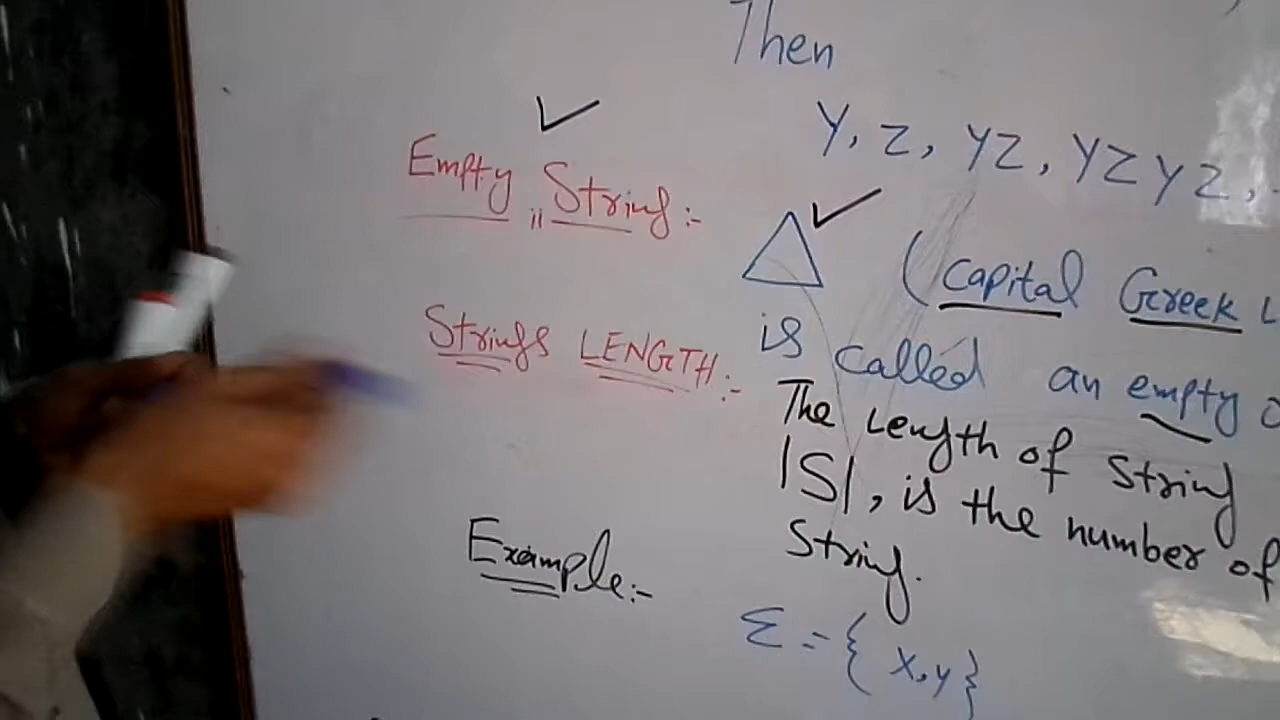 Then
Y, Z, YZ, YZYZ,
Empty String:-
Δ (Capital Greek L
is called an empty
Strings LENGTH:-
The Length of String
|S|, is the number of
String.
Example:-
Σ = { x, y }